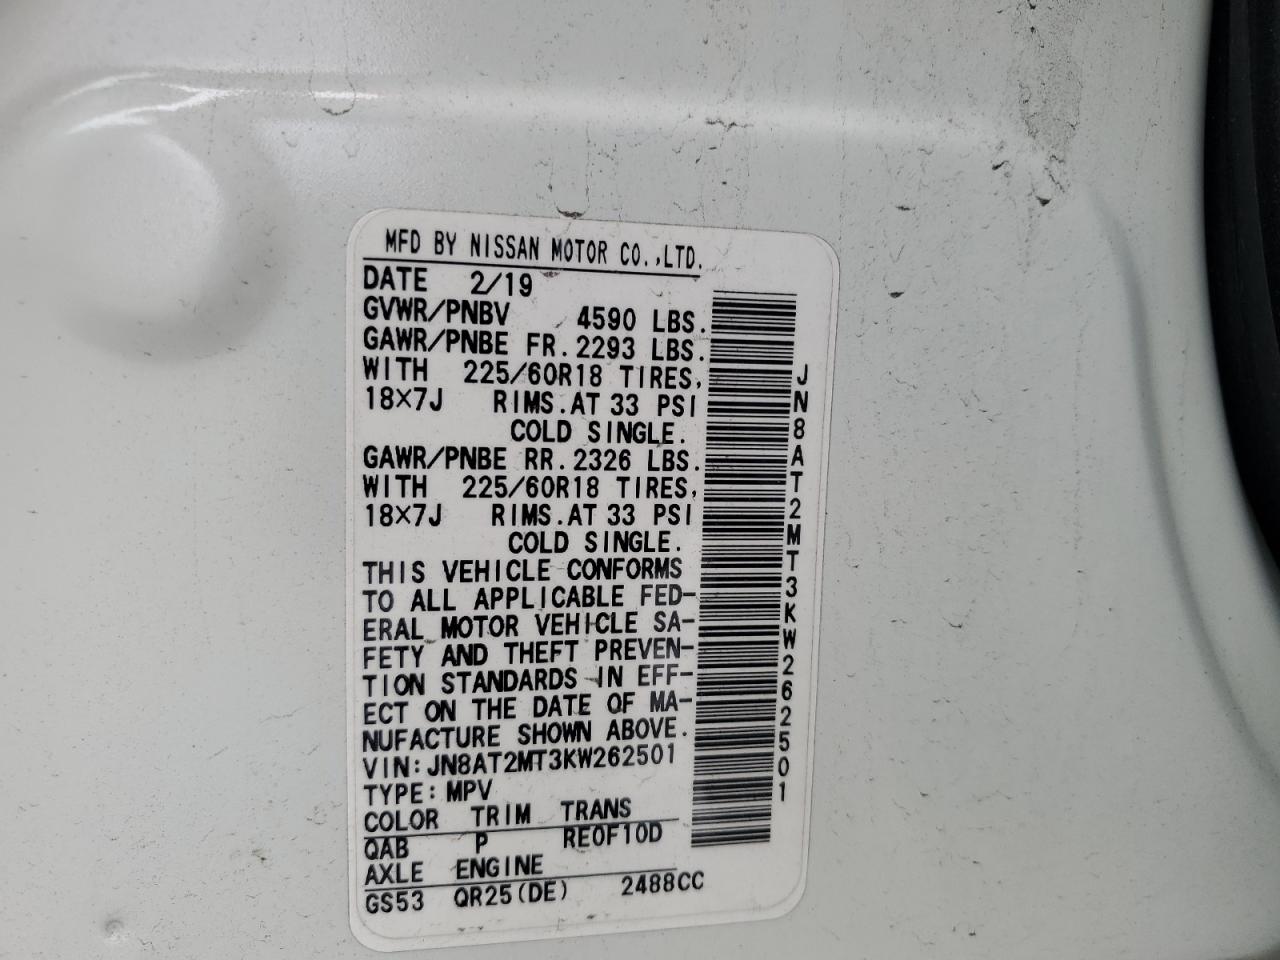 MFD BY NISSAN MOTOR CO.,LTD.
DATE 2/19
GVWR/PNBV 4590 LBS.
GAWR/PNBE FR.2293 LBS.
WITH 225/60R18 TIRES,
18×7J RIMS.AT 33 PSI
COLD SINGLE.
GAWR/PNBE RR.2326 LBS.
WITH 225/60R18 TIRES,
18×7J RIMS.AT 33 PSI
COLD SINGLE.
THIS VEHICLE CONFORMS
TO ALL APPLICABLE FED-
ERAL MOTOR VEHICLE SA-
FETY AND THEFT PREVEN-
TION STANDARDS IN EFF-
ECT ON THE DATE OF MA-
NUFACTURE SHOWN ABOVE.
VIN:JN8AT2MT3KW262501
TYPE:MPV
COLOR TRIM TRANS
QAB P RE0F10D
AXLE ENGINE
GS53 QR25(DE) 2488CC
JN8AT2MT3KW262501